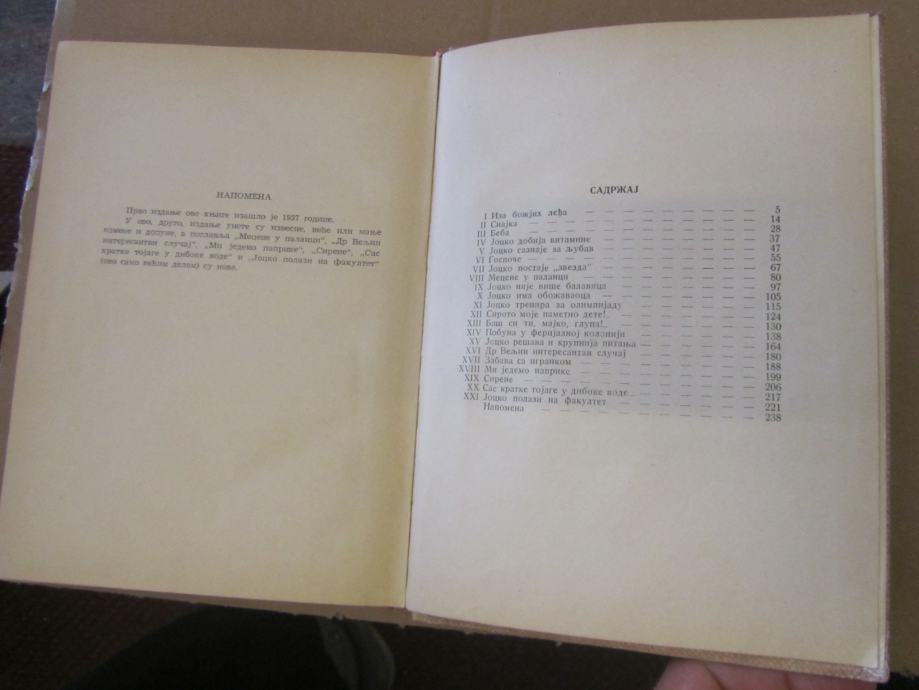 НАПОМЕНА
Прво издање ове књиге изашло је 1937 године.
У ово, друго, издање унете су извесне, веће или мање
измене и допуне, а поглавља „Мецене у паланци“, „Др Вељин
интересантан случај“, „Ми једемо паприке“, „Сирене“, „Сас
кратке тојаге у дибоке воде“ и „Јоцко полази на факултет“
(ово само већим делом) су нове.
САДРЖАЈ
I Иза божјих леђа 5
II Снајка 14
III Беба 28
IV Јоцко добија витамине 37
V Јоцко сазнаје за љубав 47
VI Госпоче 55
VII Јоцко постаје „звезда“ 67
VIII Мецене у паланци 80
IX Јоцко није више балавица 97
X Јоцко има обожаваоца 105
XI Јоцко тренира за олимпијаду 115
XII Сирото моје паметно дете!.. 124
XIII Баш си ти, мајко, глупа!.. 130
XIV Побуна у феријалној колонији 138
XV Јоцко решава и крупнија питања 164
XVI Др Вељин интересантан случај 180
XVII Забава са игранком 188
XVIII Ми једемо паприке 199
XIX Сирене 206
XX Сас кратке тојаге у дибоке воде.. 217
XXI Јоцко полази на факултет 221
Напомена 238